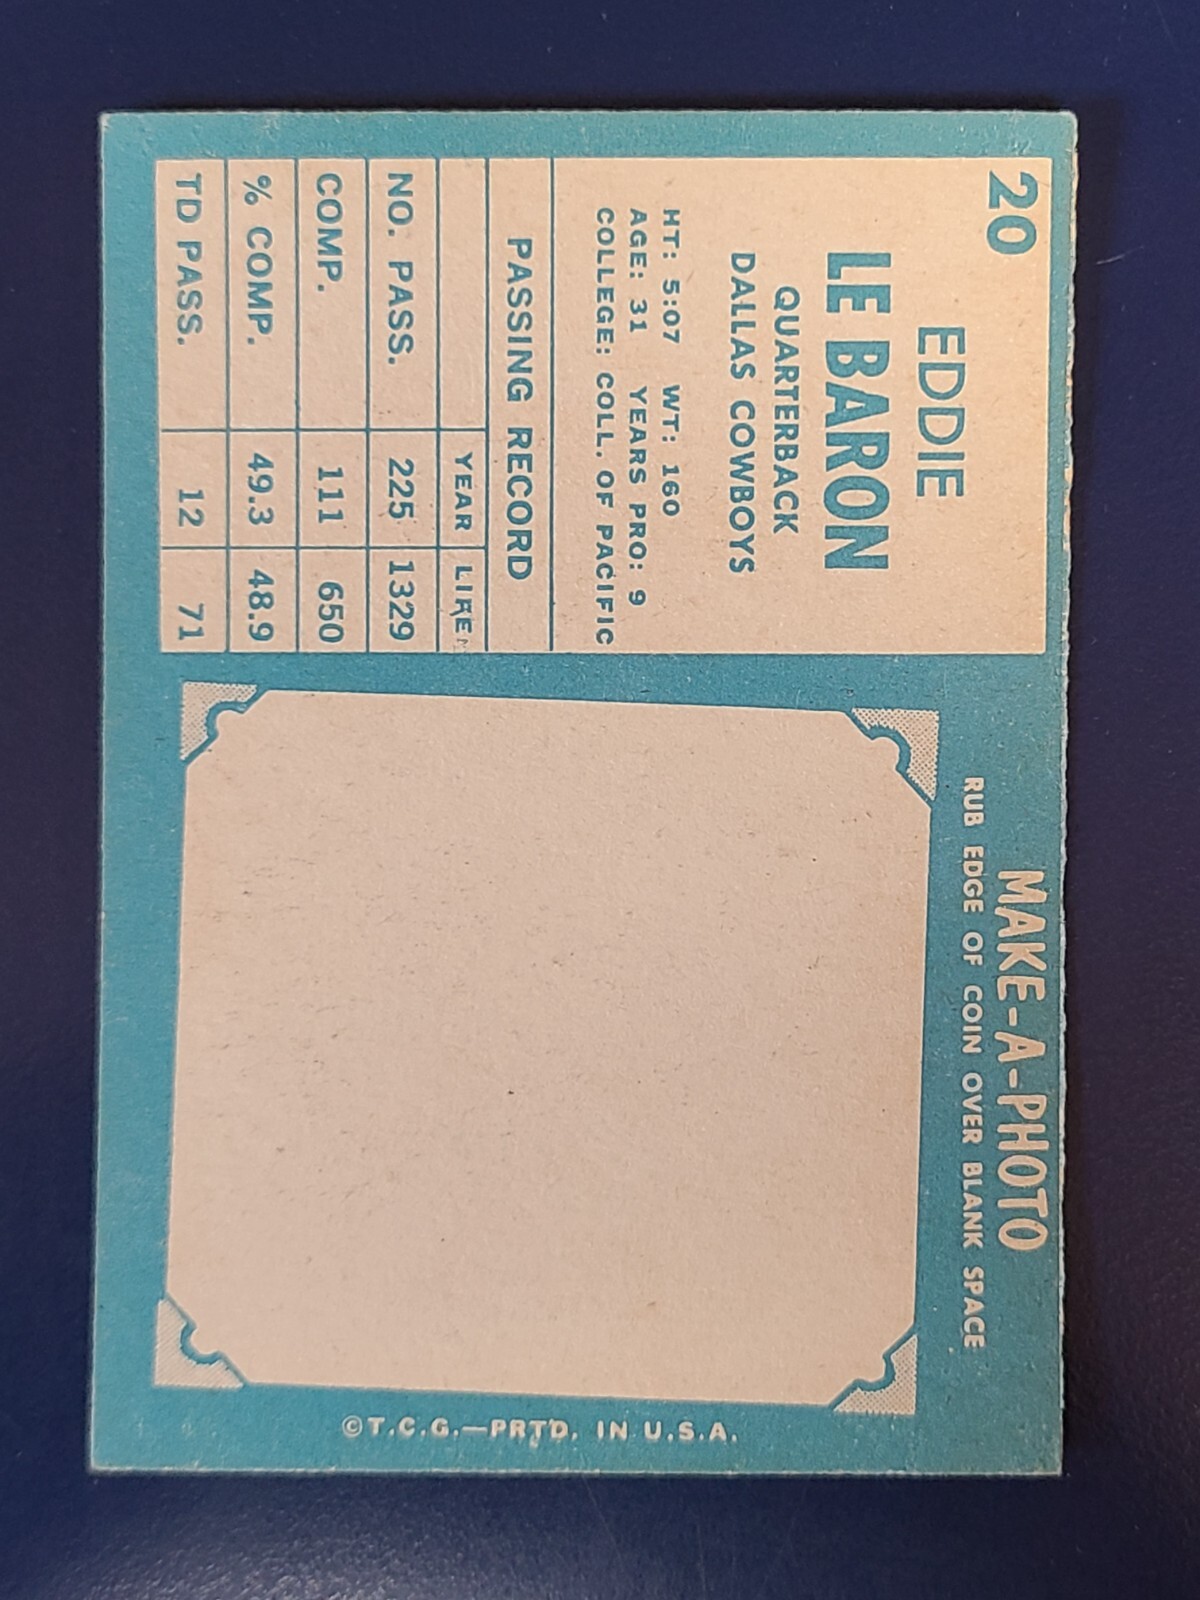 20
EDDIE
LE BARON
QUARTERBACK
DALLAS COWBOYS
HT: 5:07 WT: 160
AGE: 31 YEARS PRO: 9
COLLEGE: COLL. OF PACIFIC
PASSING RECORD
YEAR LIFE
NO. PASS. 225 1329
COMP. 111 650
% COMP. 49.3 48.9
TD PASS. 12 71
MAKE-A-PHOTO
RUB EDGE OF COIN OVER BLANK SPACE
©T.C.G.—PRT'D. IN U.S.A.